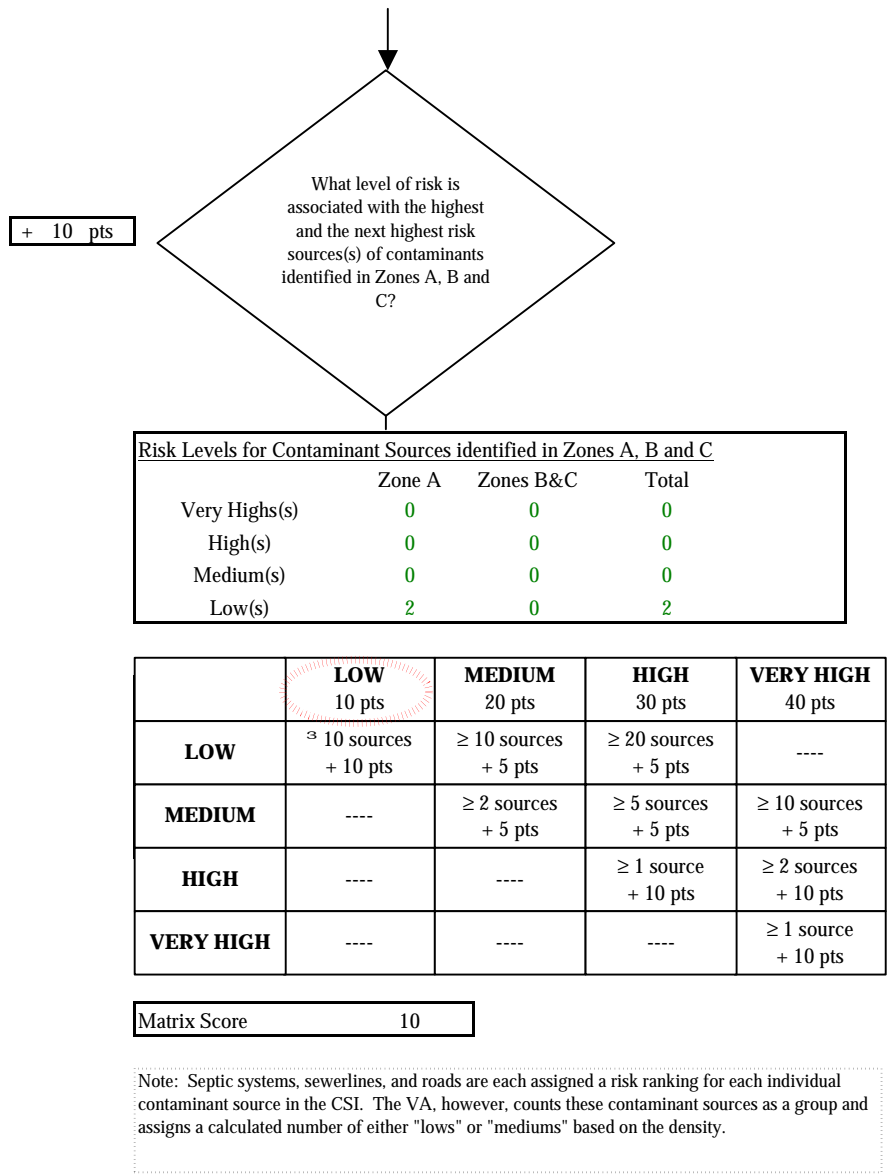 What level of risk is
associated with the highest
and the next highest risk
sources(s) of contaminants
identified in Zones A, B and
C?
+ 10 pts
Risk Levels for Contaminant Sources identified in Zones A, B and C
Zone A Zones B&C Total
Very Highs(s) 0 0 0
High(s) 0 0 0
Medium(s) 0 0 0
Low(s) 2 0 2
LOW MEDIUM HIGH VERY HIGH
10 pts 20 pts 30 pts 40 pts
LOW ³ 10 sources + 10 pts ≥ 10 sources + 5 pts ≥ 20 sources + 5 pts ----
MEDIUM ---- ≥ 2 sources + 5 pts ≥ 5 sources + 5 pts ≥ 10 sources + 5 pts
HIGH ---- ---- ≥ 1 source + 10 pts ≥ 2 sources + 10 pts
VERY HIGH ---- ---- ---- ≥ 1 source + 10 pts
Matrix Score 10
Note: Septic systems, sewerlines, and roads are each assigned a risk ranking for each individual
contaminant source in the CSI. The VA, however, counts these contaminant sources as a group and
assigns a calculated number of either "lows" or "mediums" based on the density.